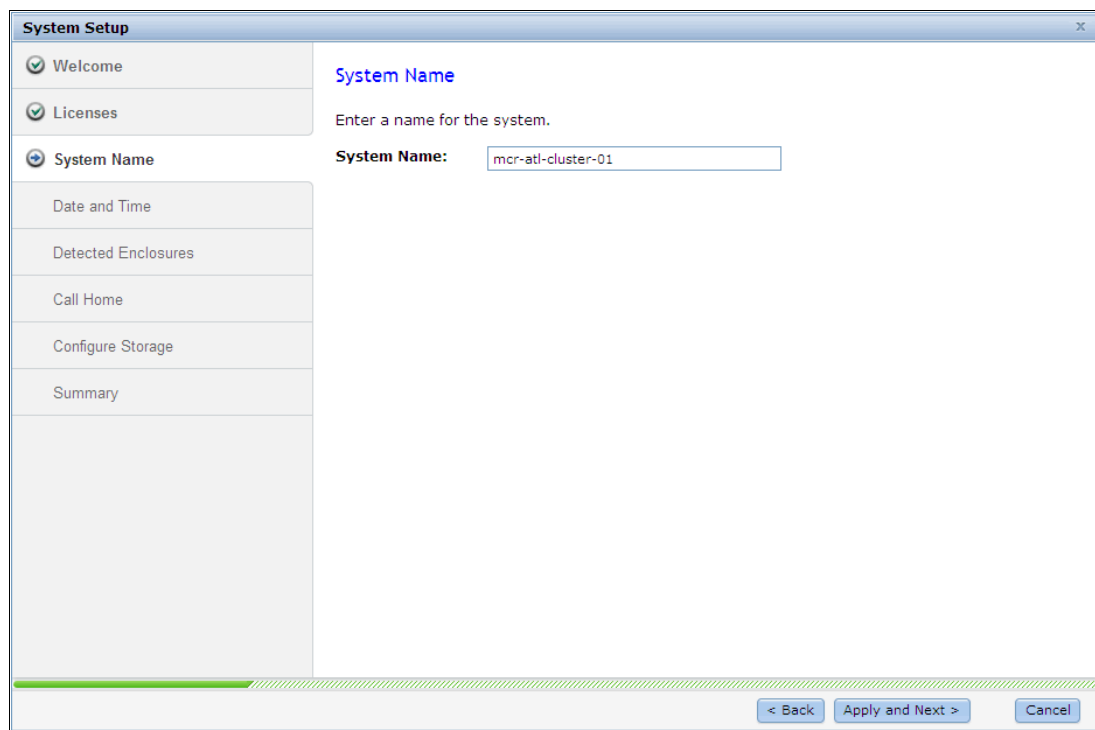 System Setup
x
Welcome
Licenses
System Name
Date and Time
Detected Enclosures
Call Home
Configure Storage
Summary
System Name
Enter a name for the system.
System Name: mcr-atl-cluster-01
< Back
Apply and Next >
Cancel